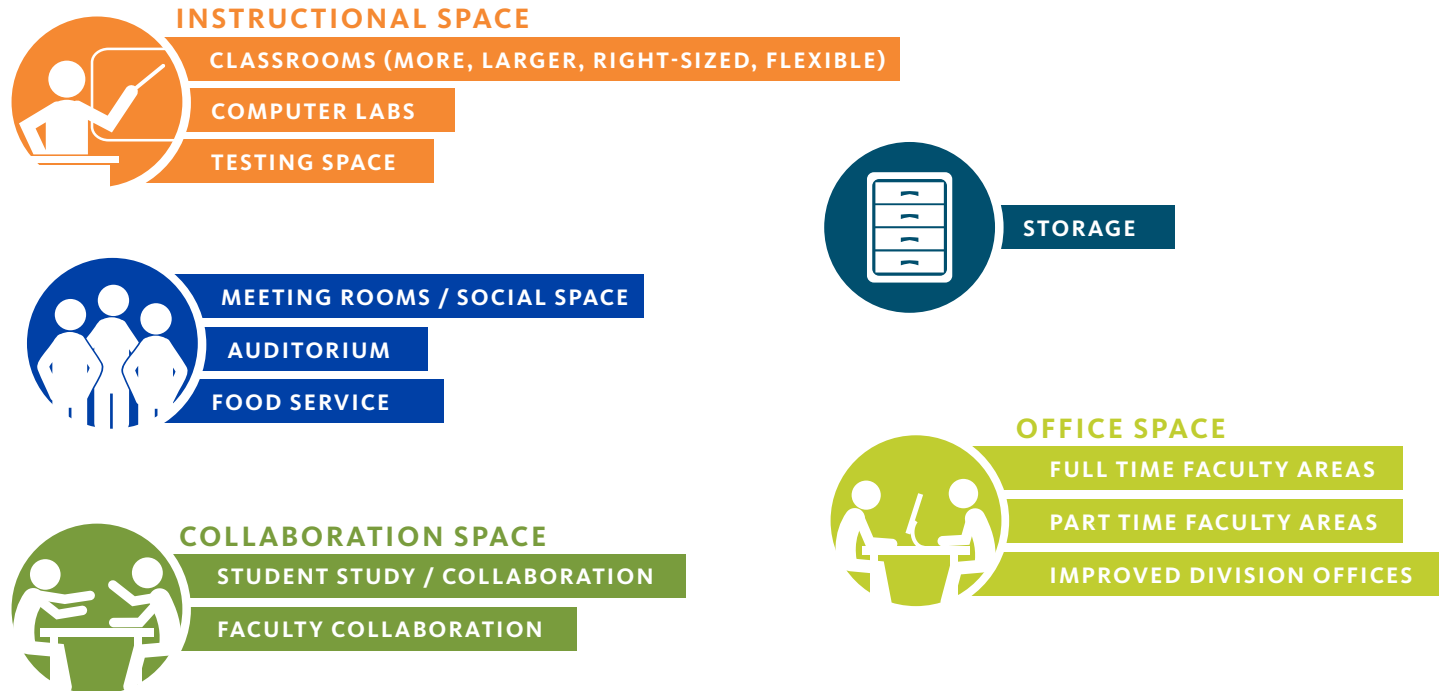 INSTRUCTIONAL SPACE
CLASSROOMS (MORE, LARGER, RIGHT-SIZED, FLEXIBLE)
COMPUTER LABS
TESTING SPACE
MEETING ROOMS / SOCIAL SPACE
AUDITORIUM
FOOD SERVICE
COLLABORATION SPACE
STUDENT STUDY / COLLABORATION
FACULTY COLLABORATION
STORAGE
OFFICE SPACE
FULL TIME FACULTY AREAS
PART TIME FACULTY AREAS
IMPROVED DIVISION OFFICES